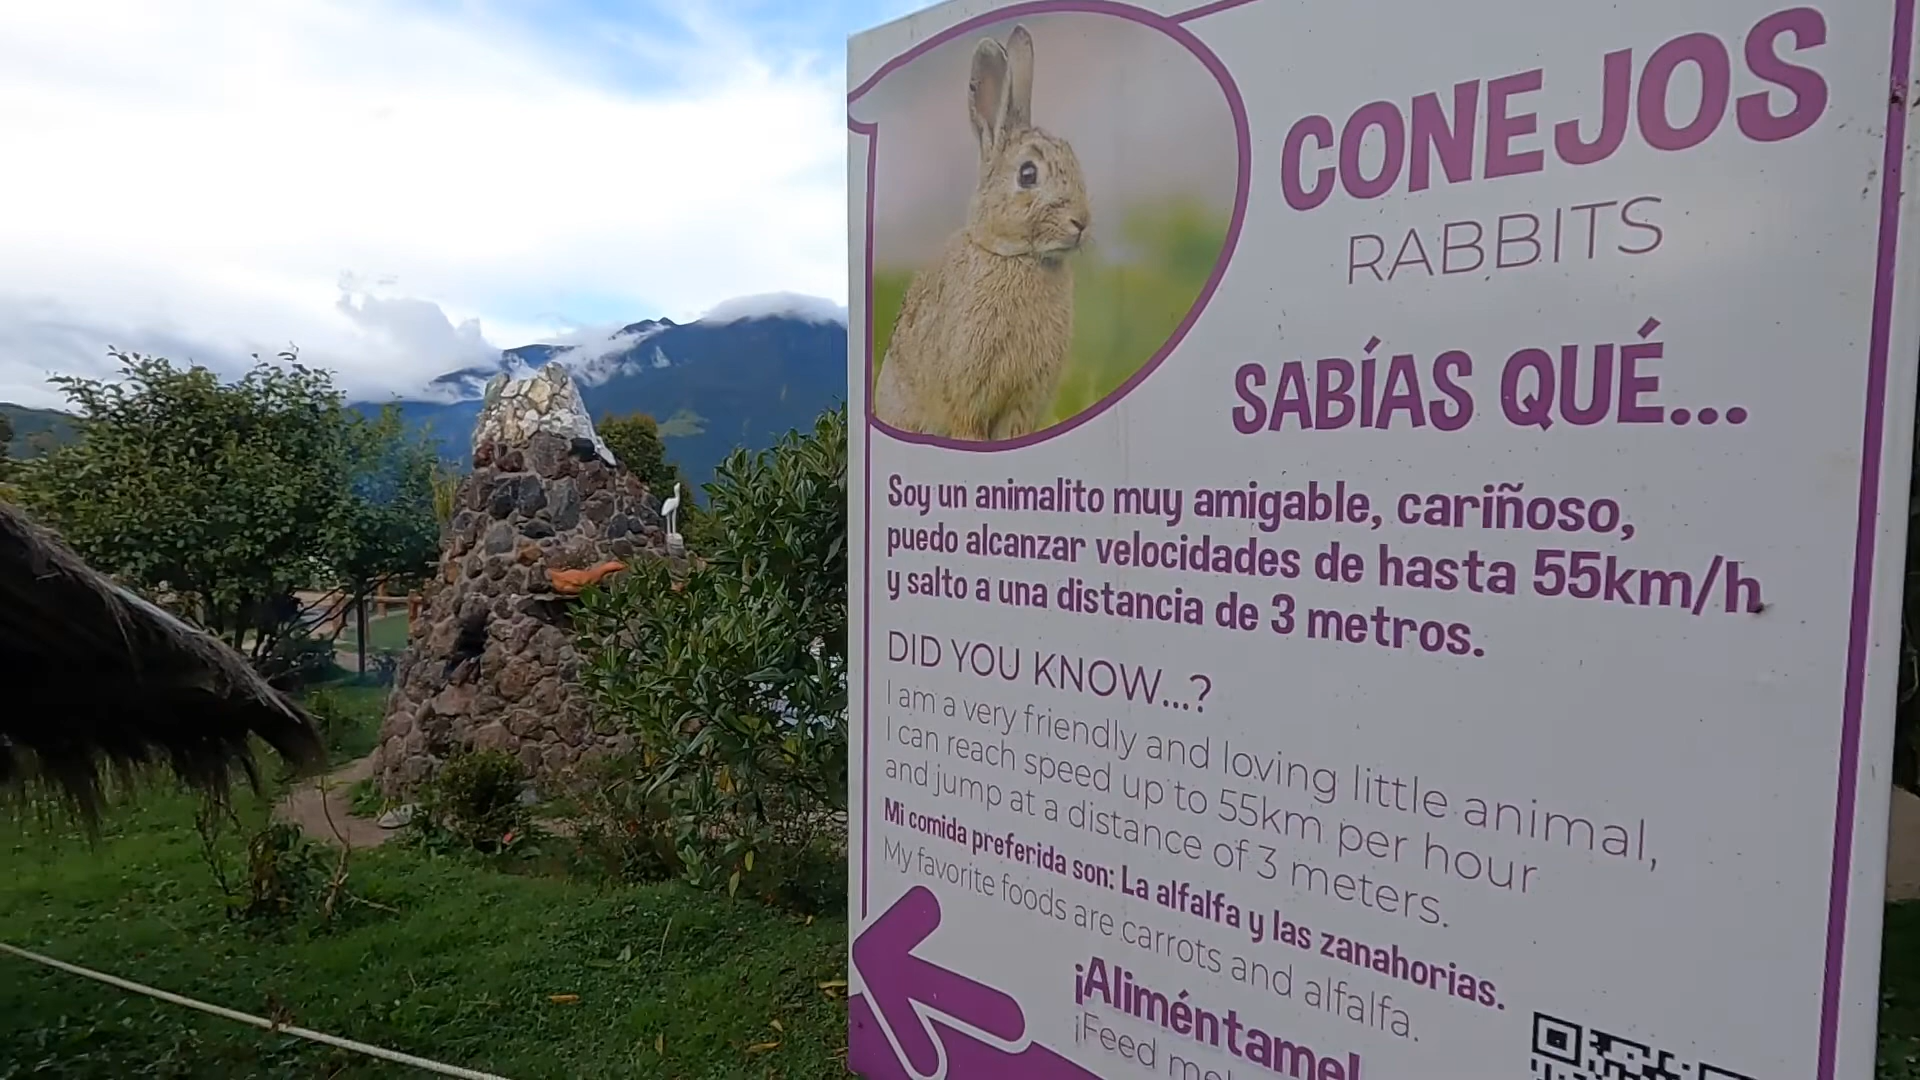 CONEJOS
RABBITS
SABÍAS QUÉ...
Soy un animalito muy amigable, cariñoso,
puedo alcanzar velocidades de hasta 55km/h
y salto a una distancia de 3 metros.
DID YOU KNOW...?
I am a very friendly and loving little animal,
I can reach speed up to 55km per hour
and jump at a distance of 3 meters.
Mi comida preferida son: La alfalfa y las zanahorias.
My favorite foods are carrots and alfalfa.
¡Aliméntame!
¡Feed me!